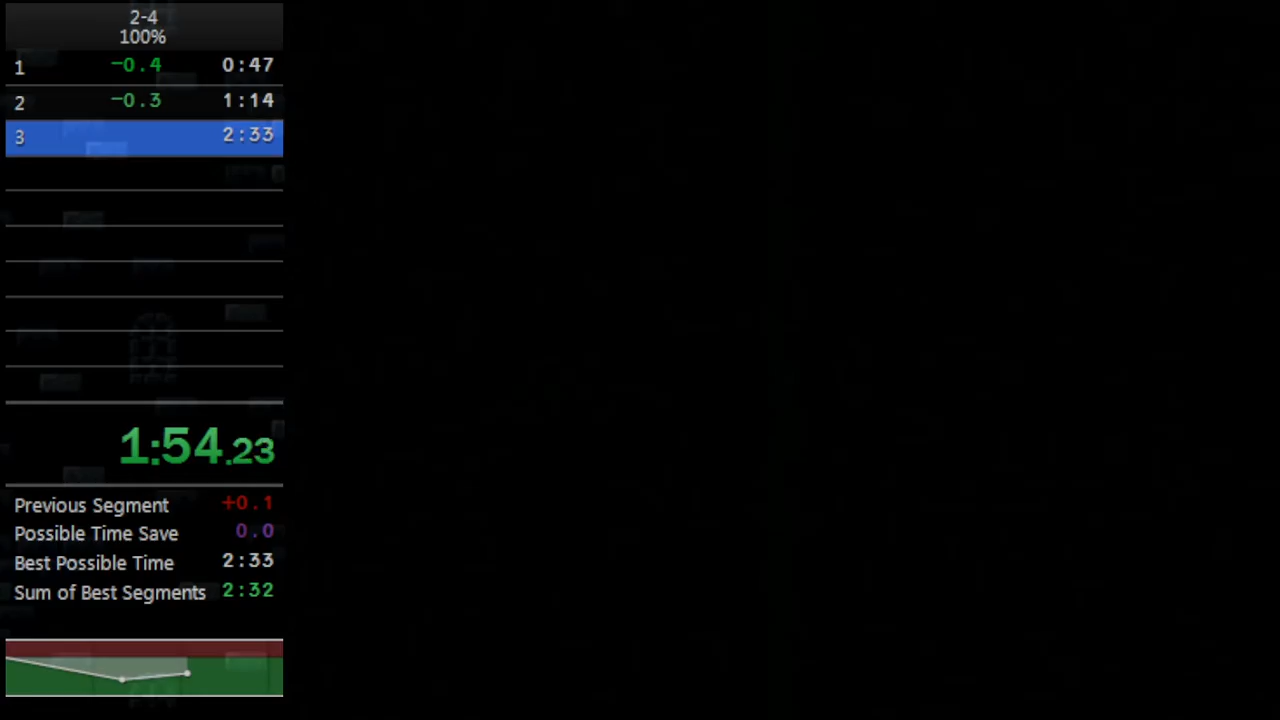 2-4
100%
1 -0.4 0:47
2 -0.3 1:14
3 2:33
1:54.23
Previous Segment +0.1
Possible Time Save 0.0
Best Possible Time 2:33
Sum of Best Segments 2:32